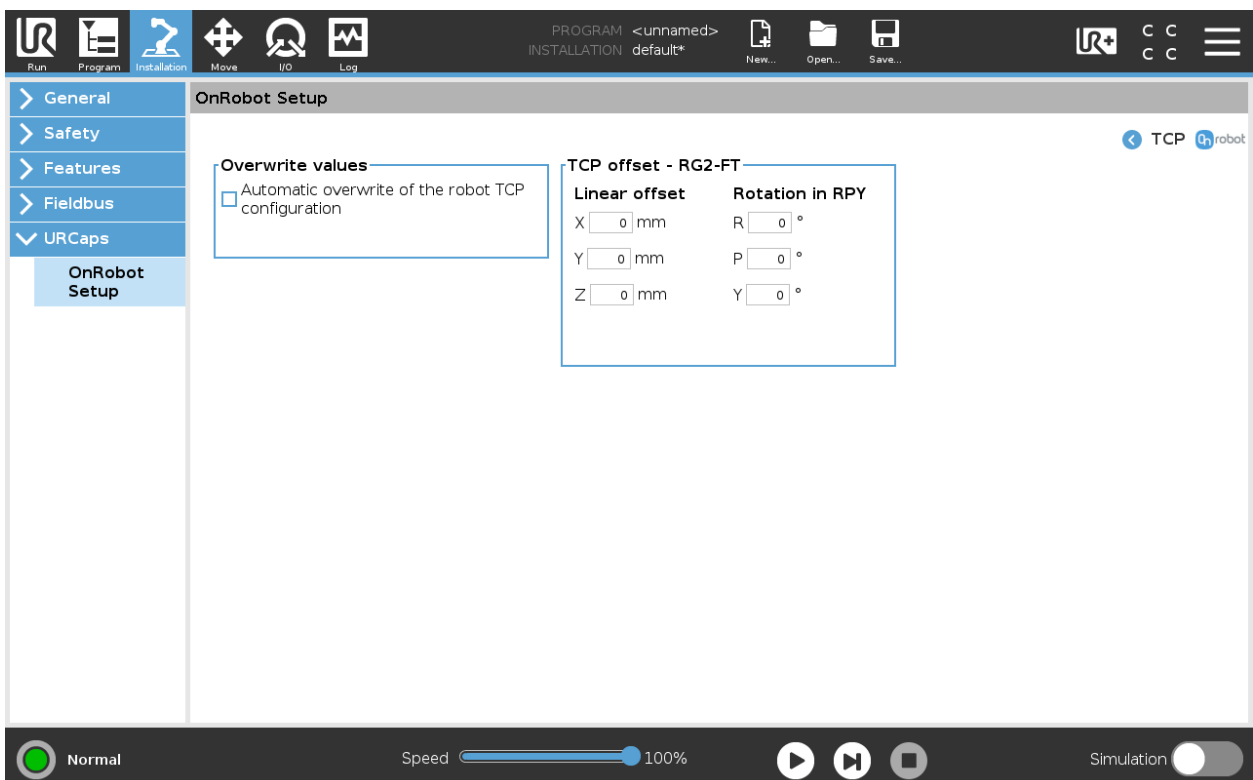 Run Program Installation Move I/O Log
PROGRAM <unnamed>
INSTALLATION default*
New... Open... Save...
UR+
C C
C C
General
Safety
Features
Fieldbus
URCaps
OnRobot
Setup
OnRobot Setup
TCP OnRobot
Overwrite values
Automatic overwrite of the robot TCP
configuration
TCP offset - RG2-FT
Linear offset Rotation in RPY
X 0 mm R 0 °
Y 0 mm P 0 °
Z 0 mm Y 0 °
Normal Speed 100% Simulation